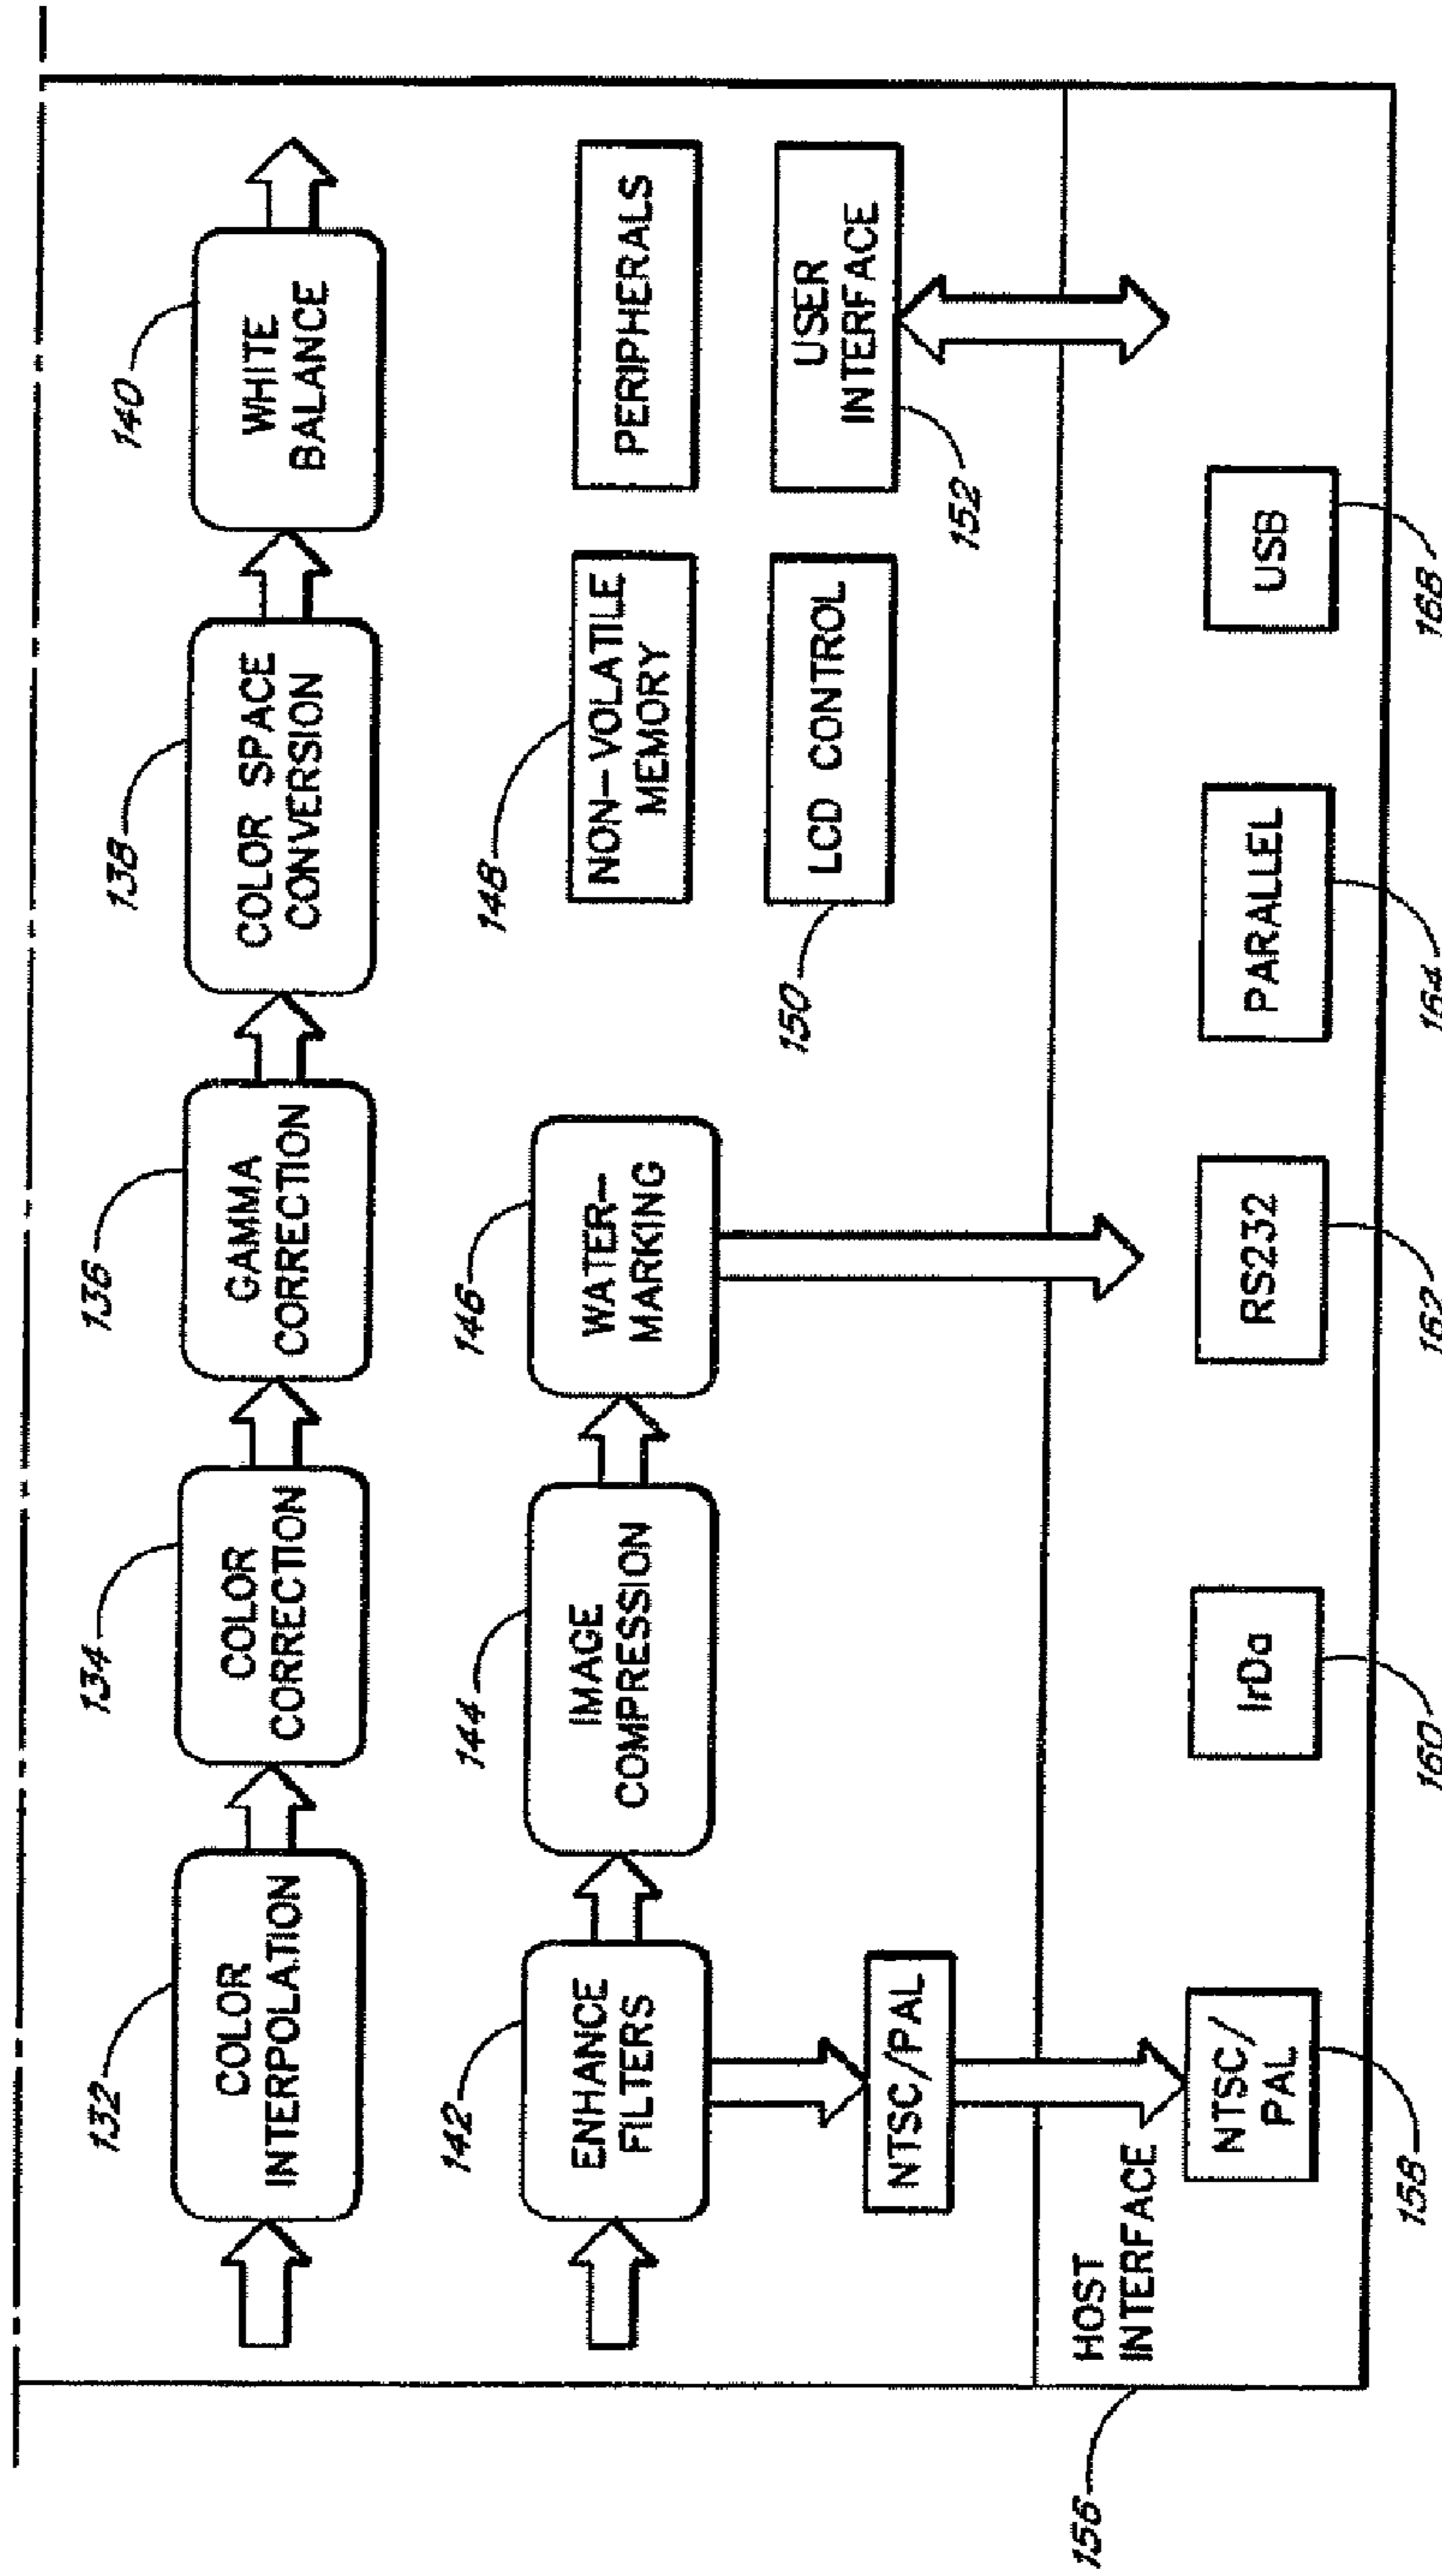 132
COLOR
INTERPOLATION
134
COLOR
CORRECTION
136
GAMMA
CORRECTION
138
COLOR SPACE
CONVERSION
140
WHITE
BALANCE
142
ENHANCE
FILTERS
144
IMAGE
COMPRESSION
146
WATER-
MARKING
148
NON-VOLATILE
MEMORY
PERIPHERALS
NTSC/PAL
150
LCD CONTROL
USER
INTERFACE
152
HOST
INTERFACE
156
NTSC/
PAL
158
IrDa
160
RS232
162
PARALLEL
164
USB
168